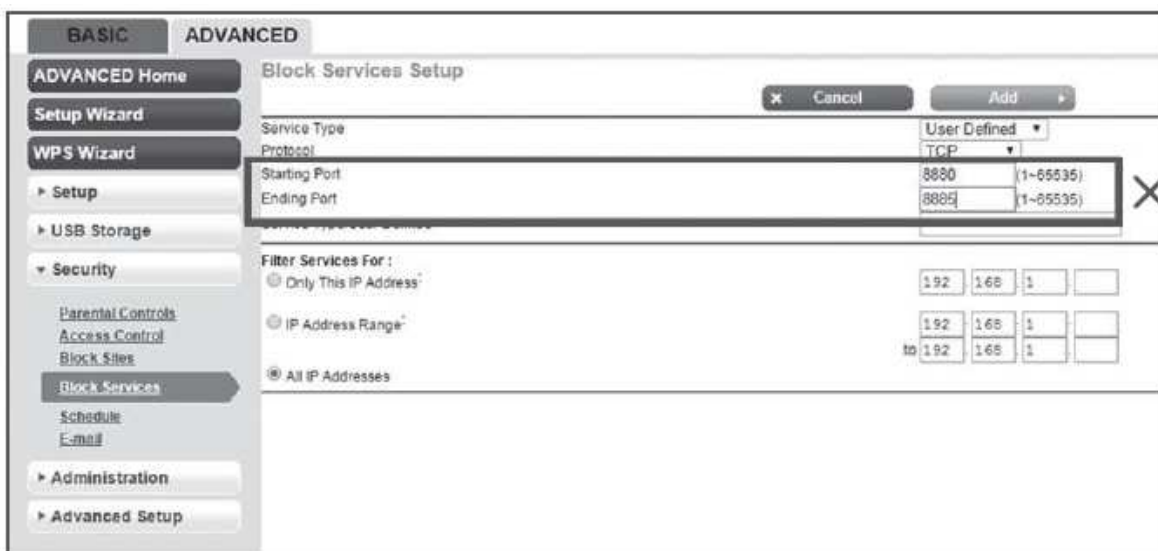 BASIC ADVANCED
ADVANCED Home
Setup Wizard
WPS Wizard
Setup
USB Storage
Security
Parental Controls
Access Control
Block Sites
Block Services
Schedule
E-mail
Administration
Advanced Setup
Block Services Setup
Cancel Add
Service Type User Defined
Protocol TCP
Starting Port 8880 (1~65535)
Ending Port 8885 (1~65535)
Filter Services For :
Only This IP Address: 192 168 1
IP Address Range: 192 168 1
to 192 168 1
All IP Addresses